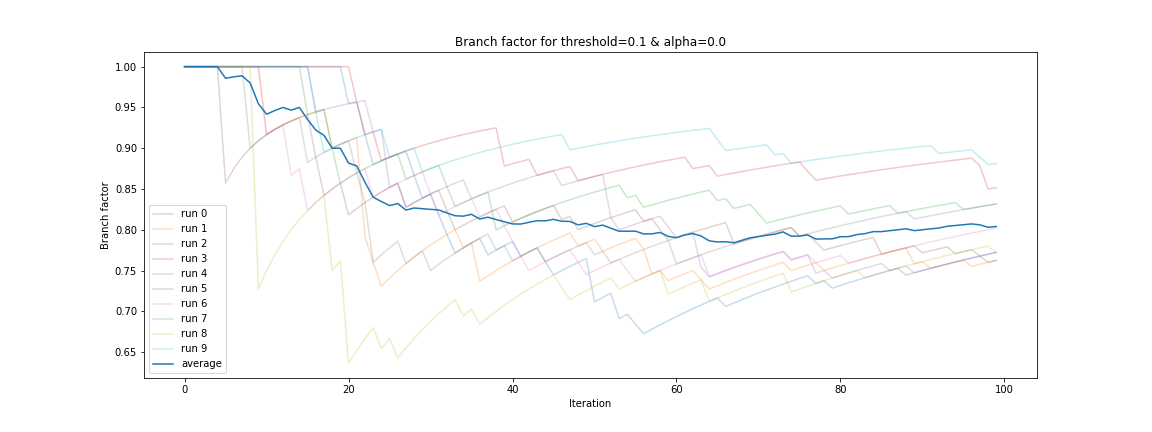 Branch factor for threshold=0.1 & alpha=0.0
Branch factor
1.00
0.95
0.90
0.85
0.80
0.75
0.70
0.65
run 0
run 1
run 2
run 3
run 4
run 5
run 6
run 7
run 8
run 9
average
0 20 40 60 80 100
Iteration